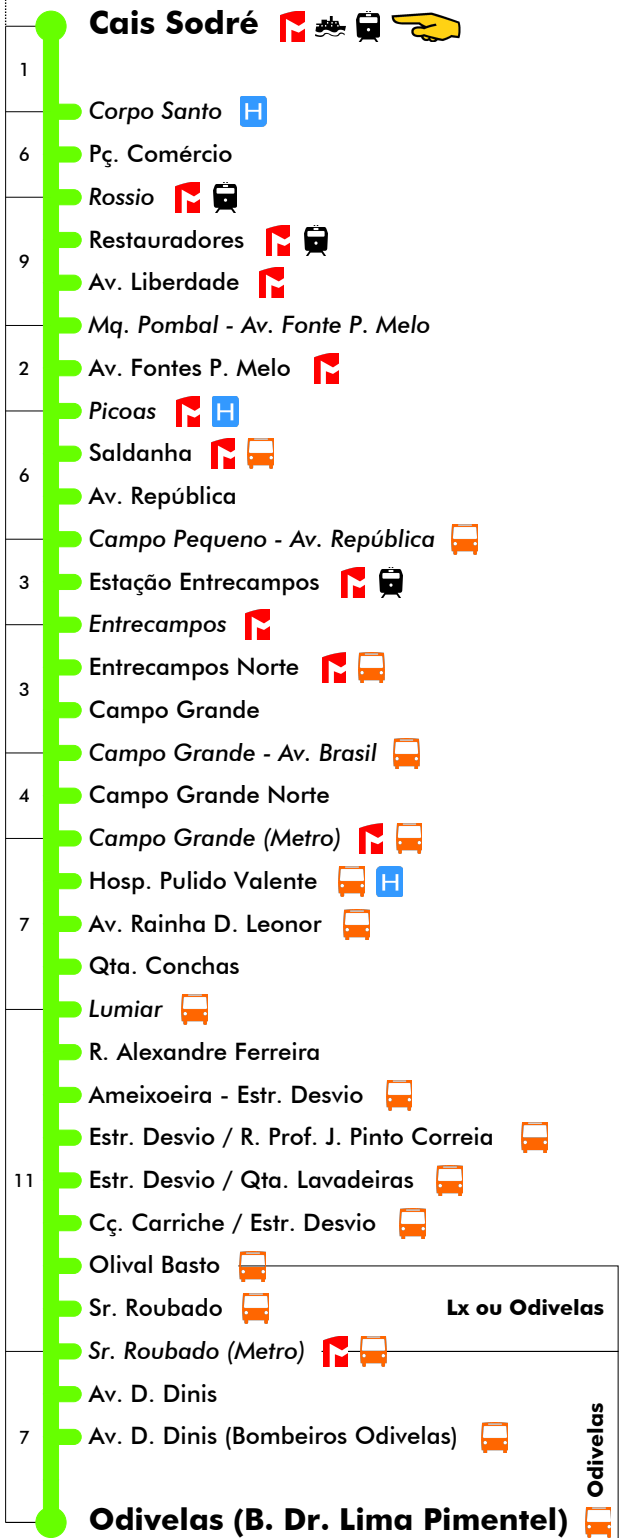 Cais Sodré
1
Corpo Santo H
6
Pç. Comércio
Rossio
Restauradores
9
Av. Liberdade
Mq. Pombal - Av. Fonte P. Melo
2
Av. Fontes P. Melo
Picoas H
Saldanha
6
Av. República
Campo Pequeno - Av. República
3
Estação Entrecampos
Entrecampos
Entrecampos Norte
3
Campo Grande
Campo Grande - Av. Brasil
4
Campo Grande Norte
Campo Grande (Metro)
Hosp. Pulido Valente H
7
Av. Rainha D. Leonor
Qta. Conchas
Lumiar
R. Alexandre Ferreira
Ameixoeira - Estr. Desvio
Estr. Desvio / R. Prof. J. Pinto Correia
11
Estr. Desvio / Qta. Lavadeiras
Cç. Carriche / Estr. Desvio
Olival Basto
Sr. Roubado
Lx ou Odivelas
Sr. Roubado (Metro)
Av. D. Dinis
7
Av. D. Dinis (Bombeiros Odivelas)
Odivelas
Odivelas (B. Dr. Lima Pimentel)